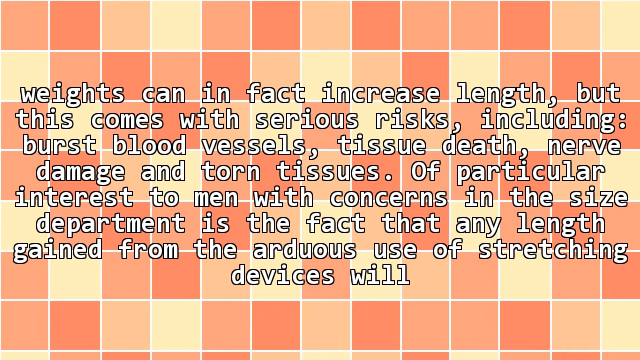 weights can in fact increase length, but
this comes with serious risks, including:
burst blood vessels, tissue death, nerve
damage and torn tissues. Of particular
interest to men with concerns in the size
department is the fact that any length
gained from the arduous use of stretching
devices will